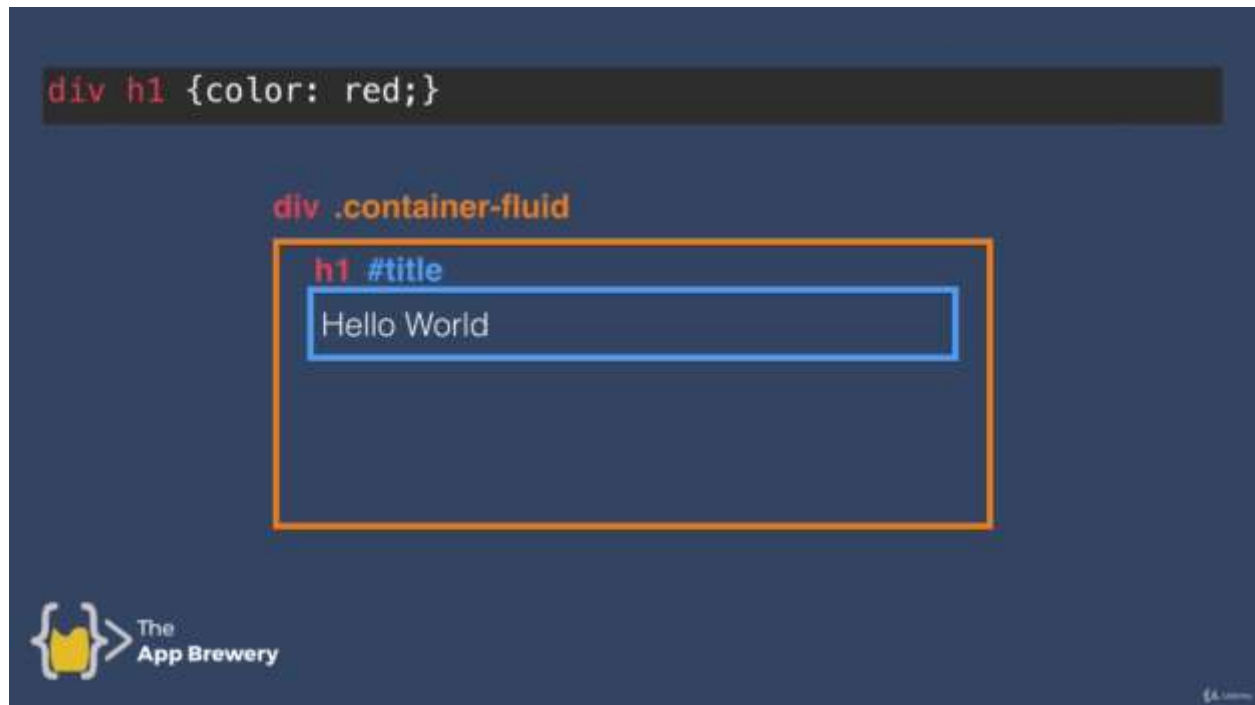 div h1 {color: red;}
div .container-fluid
h1 #title
Hello World
The
App Brewery